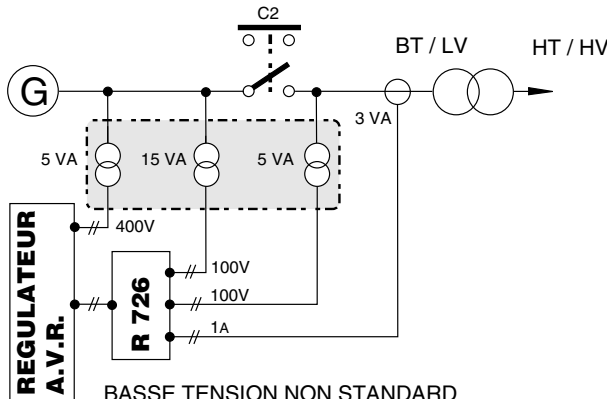 C2
BT / LV
HT / HV
G
3 VA
5 VA
15 VA
5 VA
400V
REGULATEUR
A.V.R.
R 726
100V
100V
1A
BASSE TENSION NON STANDARD